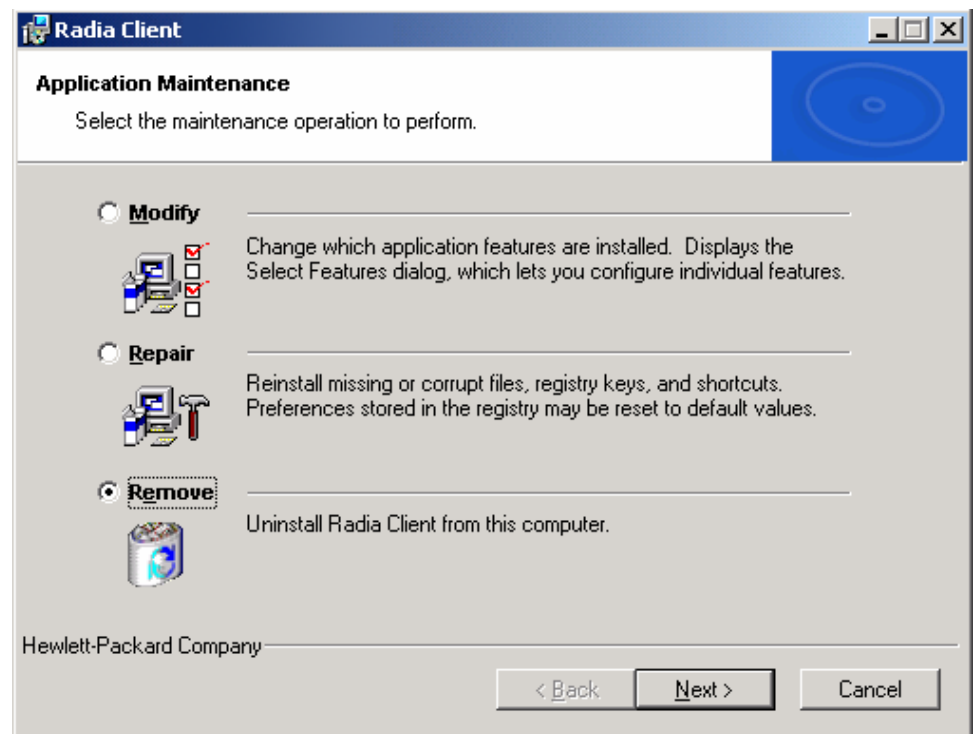 Radia Client
Application Maintenance
Select the maintenance operation to perform.
Modify
Change which application features are installed.  Displays the
Select Features dialog, which lets you configure individual features.
Repair
Reinstall missing or corrupt files, registry keys, and shortcuts.
Preferences stored in the registry may be reset to default values.
Remove
Uninstall Radia Client from this computer.
Hewlett-Packard Company
< Back
Next >
Cancel